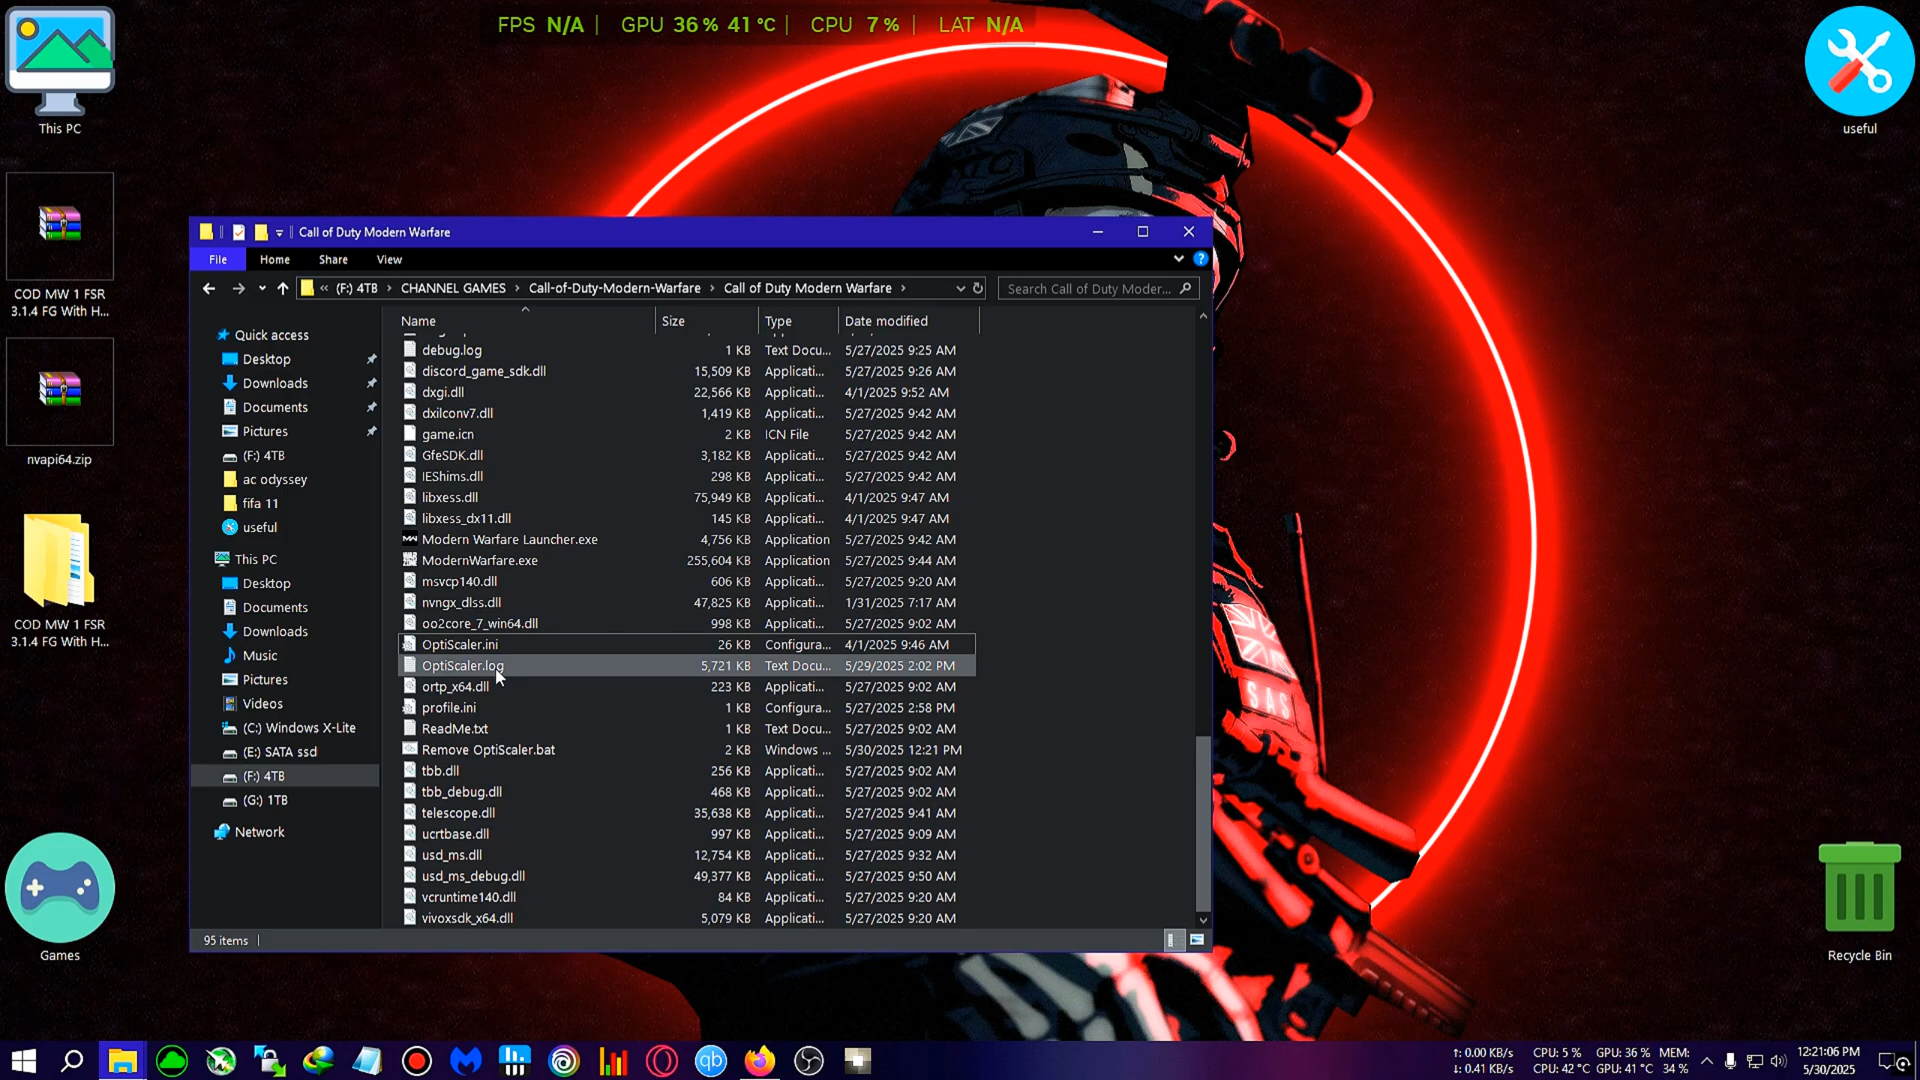 FPS N/A | GPU 36 % 41 °C | CPU 7 % | LAT N/A
This PC
useful
COD MW 1 FSR
3.1.4 FG With H...
nvapi64.zip
COD MW 1 FSR
3.1.4 FG With H...
Games
Recycle Bin
Call of Duty Modern Warfare
File Home Share View
« (F:) 4TB › CHANNEL GAMES › Call-of-Duty-Modern-Warfare › Call of Duty Modern Warfare ›
Search Call of Duty Moder...
Quick access
Desktop
Downloads
Documents
Pictures
(F:) 4TB
ac odyssey
fifa 11
useful
This PC
Desktop
Documents
Downloads
Music
Pictures
Videos
(C:) Windows X-Lite
(E:) SATA ssd
(F:) 4TB
(G:) 1TB
Network
Name Size Type Date modified
debug.log 1 KB Text Docu... 5/27/2025 9:25 AM
discord_game_sdk.dll 15,509 KB Applicati... 5/27/2025 9:26 AM
dxgi.dll 22,566 KB Applicati... 4/1/2025 9:52 AM
dxilconv7.dll 1,419 KB Applicati... 5/27/2025 9:42 AM
game.icn 2 KB ICN File 5/27/2025 9:42 AM
GfeSDK.dll 3,182 KB Applicati... 5/27/2025 9:42 AM
IEShims.dll 298 KB Applicati... 5/27/2025 9:42 AM
libxess.dll 75,949 KB Applicati... 4/1/2025 9:47 AM
libxess_dx11.dll 145 KB Applicati... 4/1/2025 9:47 AM
Modern Warfare Launcher.exe 4,756 KB Application 5/27/2025 9:42 AM
ModernWarfare.exe 255,604 KB Application 5/27/2025 9:44 AM
msvcp140.dll 606 KB Applicati... 5/27/2025 9:20 AM
nvngx_dlss.dll 47,825 KB Applicati... 1/31/2025 7:17 AM
oo2core_7_win64.dll 998 KB Applicati... 5/27/2025 9:02 AM
OptiScaler.ini 26 KB Configura... 4/1/2025 9:46 AM
OptiScaler.log 5,721 KB Text Docu... 5/29/2025 2:02 PM
ortp_x64.dll 223 KB Applicati... 5/27/2025 9:02 AM
profile.ini 1 KB Configura... 5/27/2025 2:58 PM
ReadMe.txt 1 KB Text Docu... 5/27/2025 9:02 AM
Remove OptiScaler.bat 2 KB Windows ... 5/30/2025 12:21 PM
tbb.dll 256 KB Applicati... 5/27/2025 9:02 AM
tbb_debug.dll 468 KB Applicati... 5/27/2025 9:02 AM
telescope.dll 35,638 KB Applicati... 5/27/2025 9:41 AM
ucrtbase.dll 997 KB Applicati... 5/27/2025 9:09 AM
usd_ms.dll 12,754 KB Applicati... 5/27/2025 9:32 AM
usd_ms_debug.dll 49,377 KB Applicati... 5/27/2025 9:50 AM
vcruntime140.dll 84 KB Applicati... 5/27/2025 9:20 AM
vivoxsdk_x64.dll 5,079 KB Applicati... 5/27/2025 9:20 AM
95 items
SAS
qb
↑: 0.00 KB/s CPU: 5 % GPU: 36 % MEM: 12:21:06 PM
↓: 0.41 KB/s CPU: 42 °C GPU: 41 °C 34 % 5/30/2025